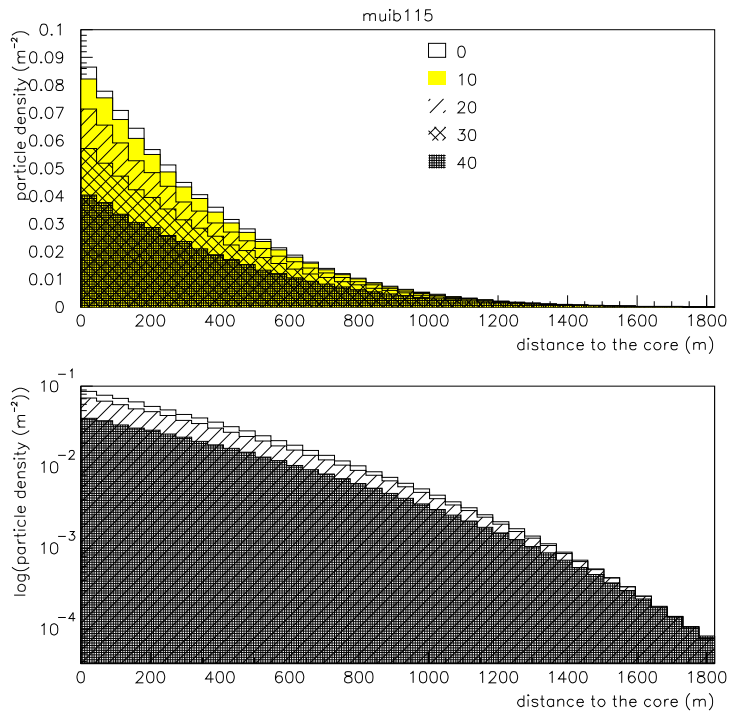 muib115
particle density (m⁻²)
0.1
0.09
0.08
0.07
0.06
0.05
0.04
0.03
0.02
0.01
0
0
10
20
30
40
0 200 400 600 800 1000 1200 1400 1600 1800
distance to the core (m)
log(particle density (m⁻²))
10⁻¹
10⁻²
10⁻³
10⁻⁴
0 200 400 600 800 1000 1200 1400 1600 1800
distance to the core (m)